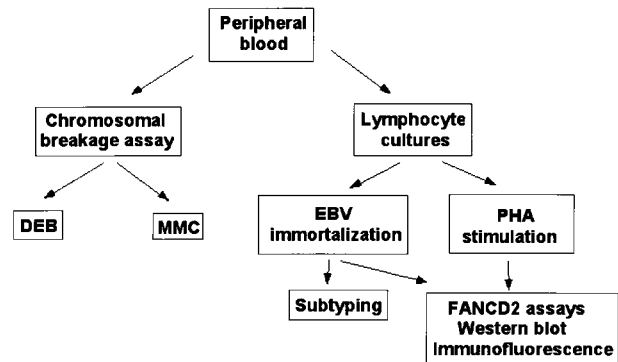 Peripheral
blood
Chromosomal
breakage assay
Lymphocyte
cultures
DEB
MMC
EBV
immortalization
PHA
stimulation
Subtyping
FANCD2 assays
Western blot
Immunofluorescence